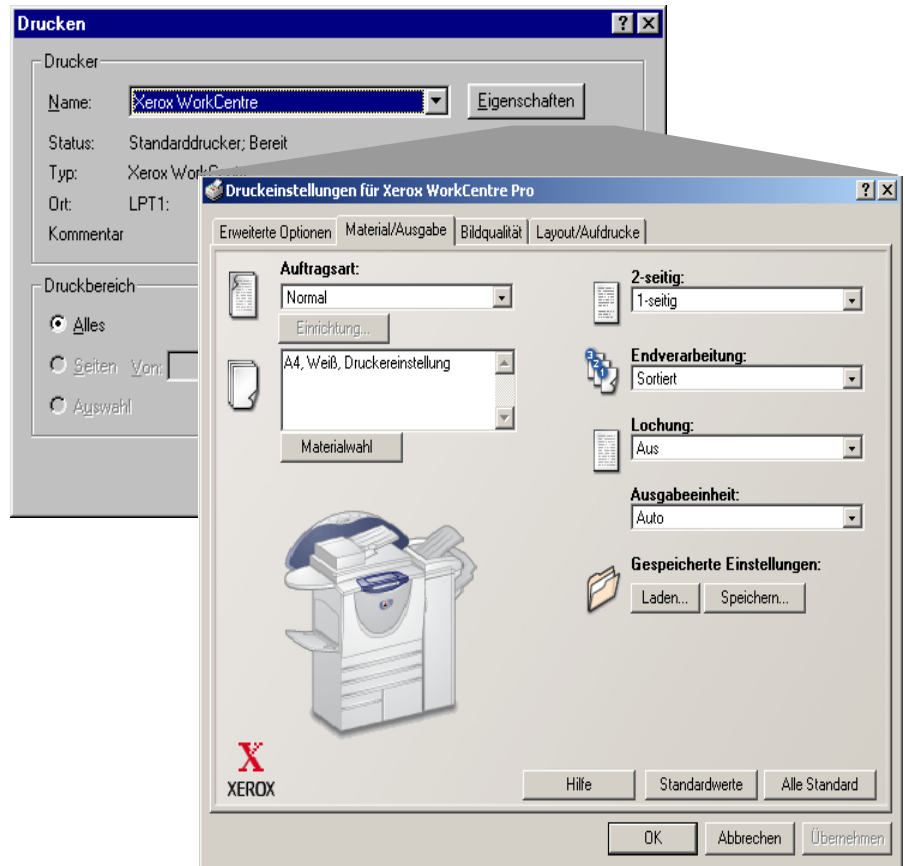 Drucken
Drucker
Name:
Xerox WorkCentre
Eigenschaften
Status:
Standarddrucker; Bereit
Typ:
Xerox
Ort:
LPT1:
Kommentar
Druckbereich
Alles
Seiten
Von:
Auswahl
Druckeinstellungen für Xerox WorkCentre Pro
Erweiterte Optionen
Material/Ausgabe
Bildqualität
Layout/Aufdrucke
Auftragsart:
Normal
Einrichtung...
A4, Weiß, Druckereinstellung
Materialwahl
2-seitig:
1-seitig
3
2
1
Endverarbeitung:
Sortiert
Lochung:
Aus
Ausgabeeinheit:
Auto
Gespeicherte Einstellungen:
Laden...
Speichern...
X
XEROX
Hilfe
Standardwerte
Alle Standard
OK
Abbrechen
Übernehmen